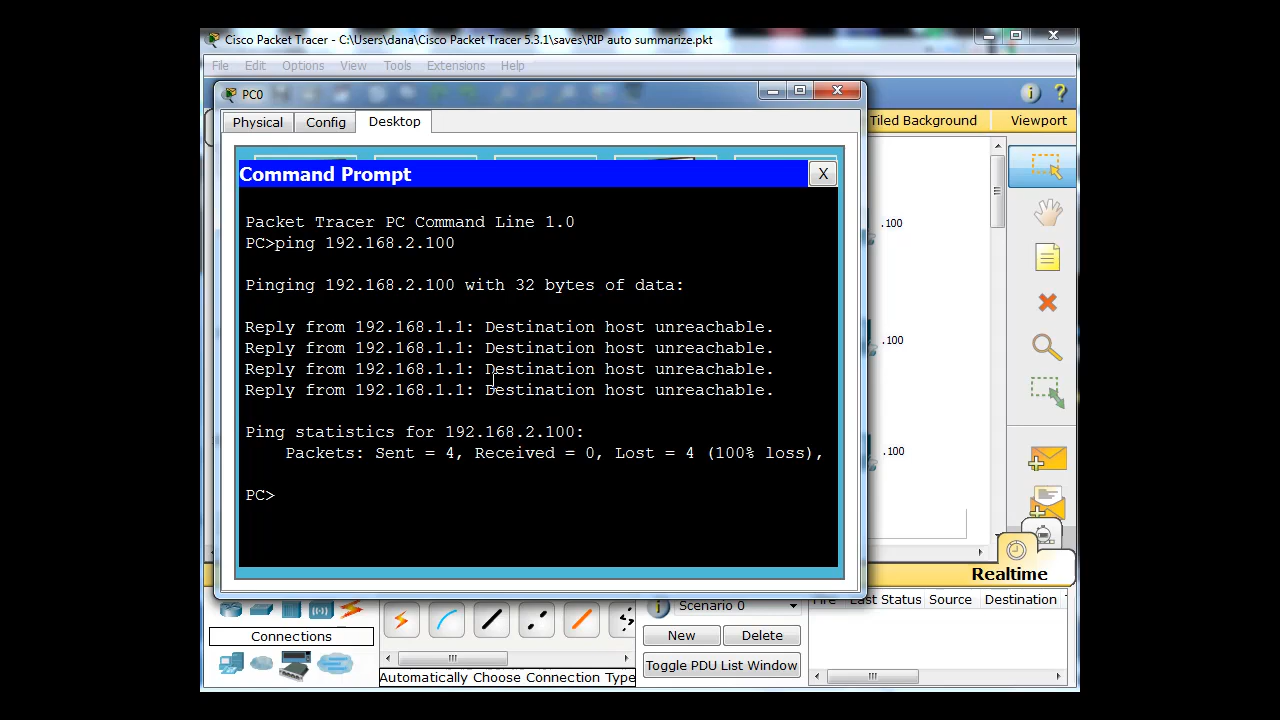 Cisco Packet Tracer - C:\Users\dana\Cisco Packet Tracer 5.3.1\saves\RIP auto summarize.pkt
File Edit Options View Tools Extensions Help
PC0
Physical Config Desktop
Tiled Background Viewport
Command Prompt X
Packet Tracer PC Command Line 1.0
PC>ping 192.168.2.100
Pinging 192.168.2.100 with 32 bytes of data:
Reply from 192.168.1.1: Destination host unreachable.
Reply from 192.168.1.1: Destination host unreachable.
Reply from 192.168.1.1: Destination host unreachable.
Reply from 192.168.1.1: Destination host unreachable.
Ping statistics for 192.168.2.100:
Packets: Sent = 4, Received = 0, Lost = 4 (100% loss),
PC>
.100
.100
.100
Realtime
Connections
Automatically Choose Connection Type
Scenario 0
New Delete
Toggle PDU List Window
Fire Last Status Source Destination